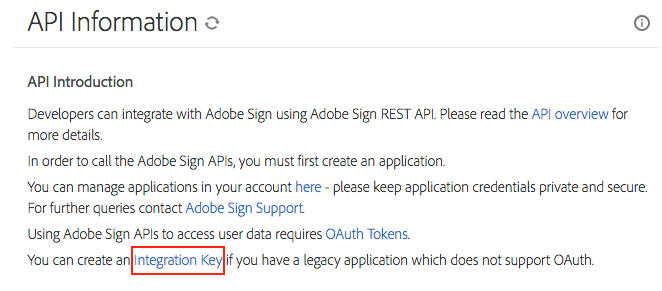 API Information
API Introduction
Developers can integrate with Adobe Sign using Adobe Sign REST API. Please read the API overview for
more details.
In order to call the Adobe Sign APIs, you must first create an application.
You can manage applications in your account here - please keep application credentials private and secure.
For further queries contact Adobe Sign Support.
Using Adobe Sign APIs to access user data requires OAuth Tokens.
You can create an Integration Key if you have a legacy application which does not support OAuth.